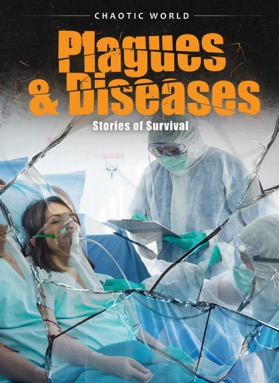 CHAOTIC WORLD
Plagues
& Diseases
Stories of Survival